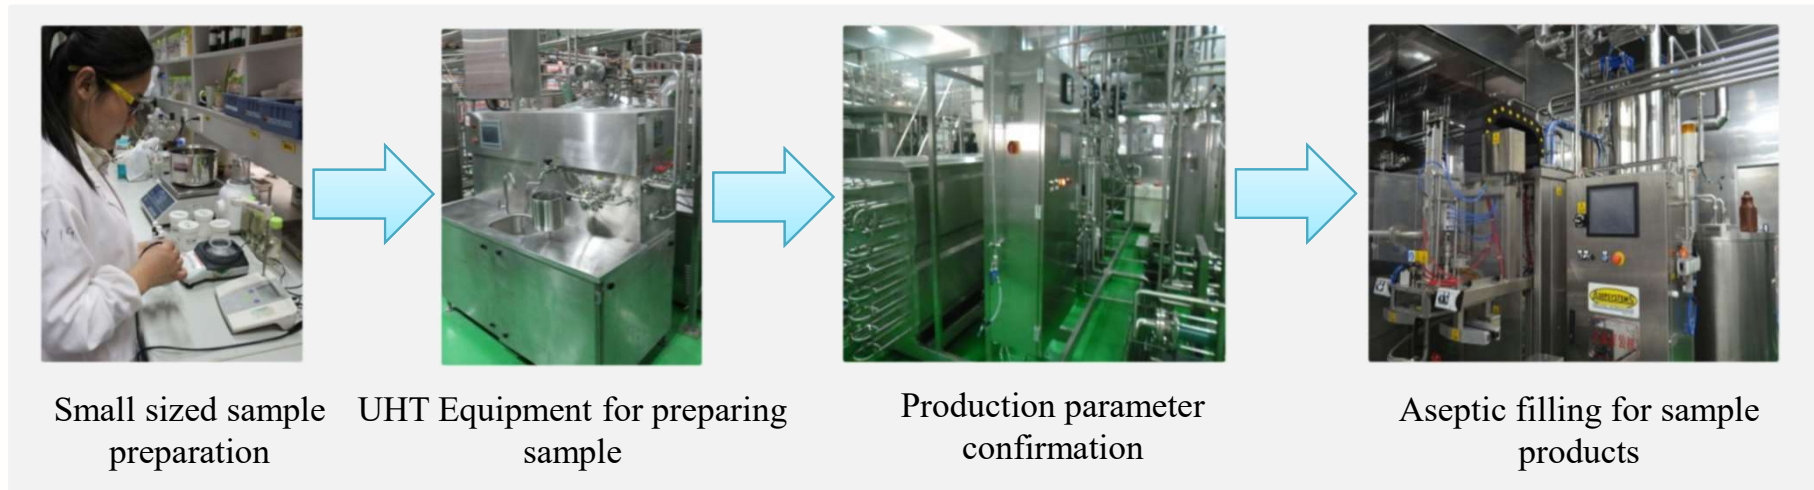 Small sized sample
preparation
UHT Equipment for preparing
sample
Production parameter
confirmation
Aseptic filling for sample
products